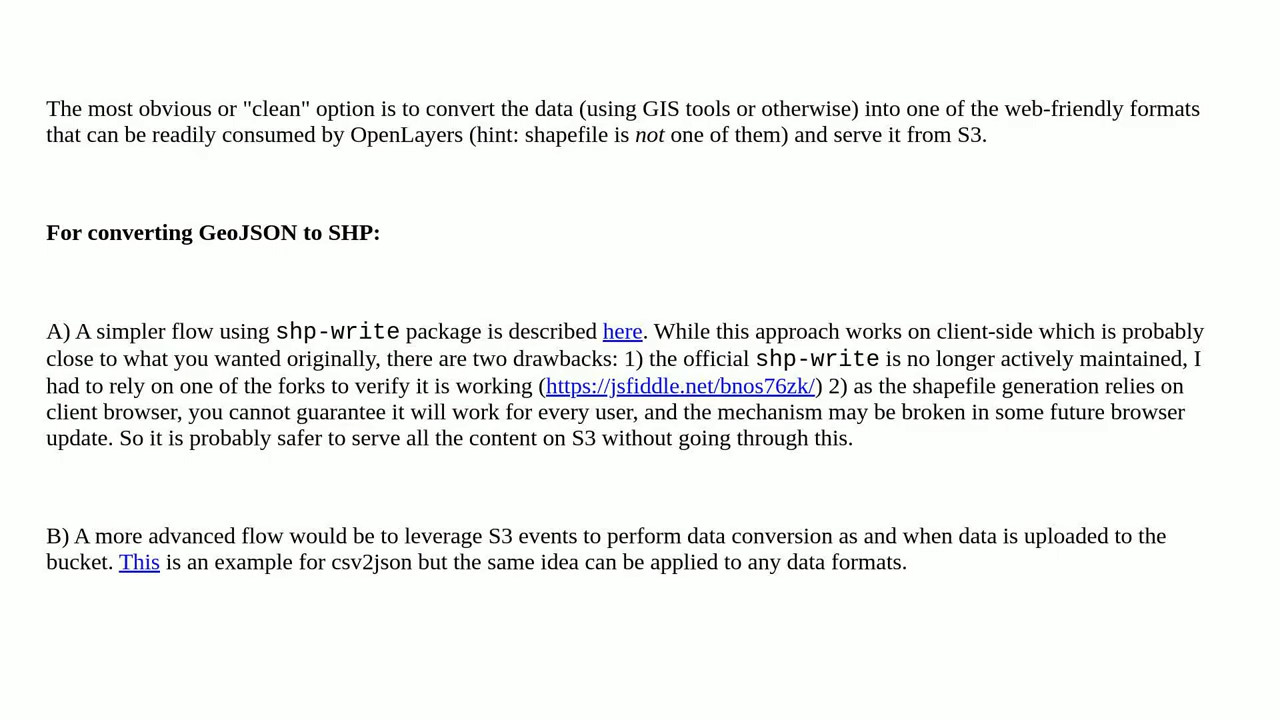 The most obvious or "clean" option is to convert the data (using GIS tools or otherwise) into one of the web-friendly formats
that can be readily consumed by OpenLayers (hint: shapefile is not one of them) and serve it from S3.
For converting GeoJSON to SHP:
A) A simpler flow using shp-write package is described here. While this approach works on client-side which is probably
close to what you wanted originally, there are two drawbacks: 1) the official shp-write is no longer actively maintained, I
had to rely on one of the forks to verify it is working (https://jsfiddle.net/bnos76zk/) 2) as the shapefile generation relies on
client browser, you cannot guarantee it will work for every user, and the mechanism may be broken in some future browser
update. So it is probably safer to serve all the content on S3 without going through this.
B) A more advanced flow would be to leverage S3 events to perform data conversion as and when data is uploaded to the
bucket. This is an example for csv2json but the same idea can be applied to any data formats.